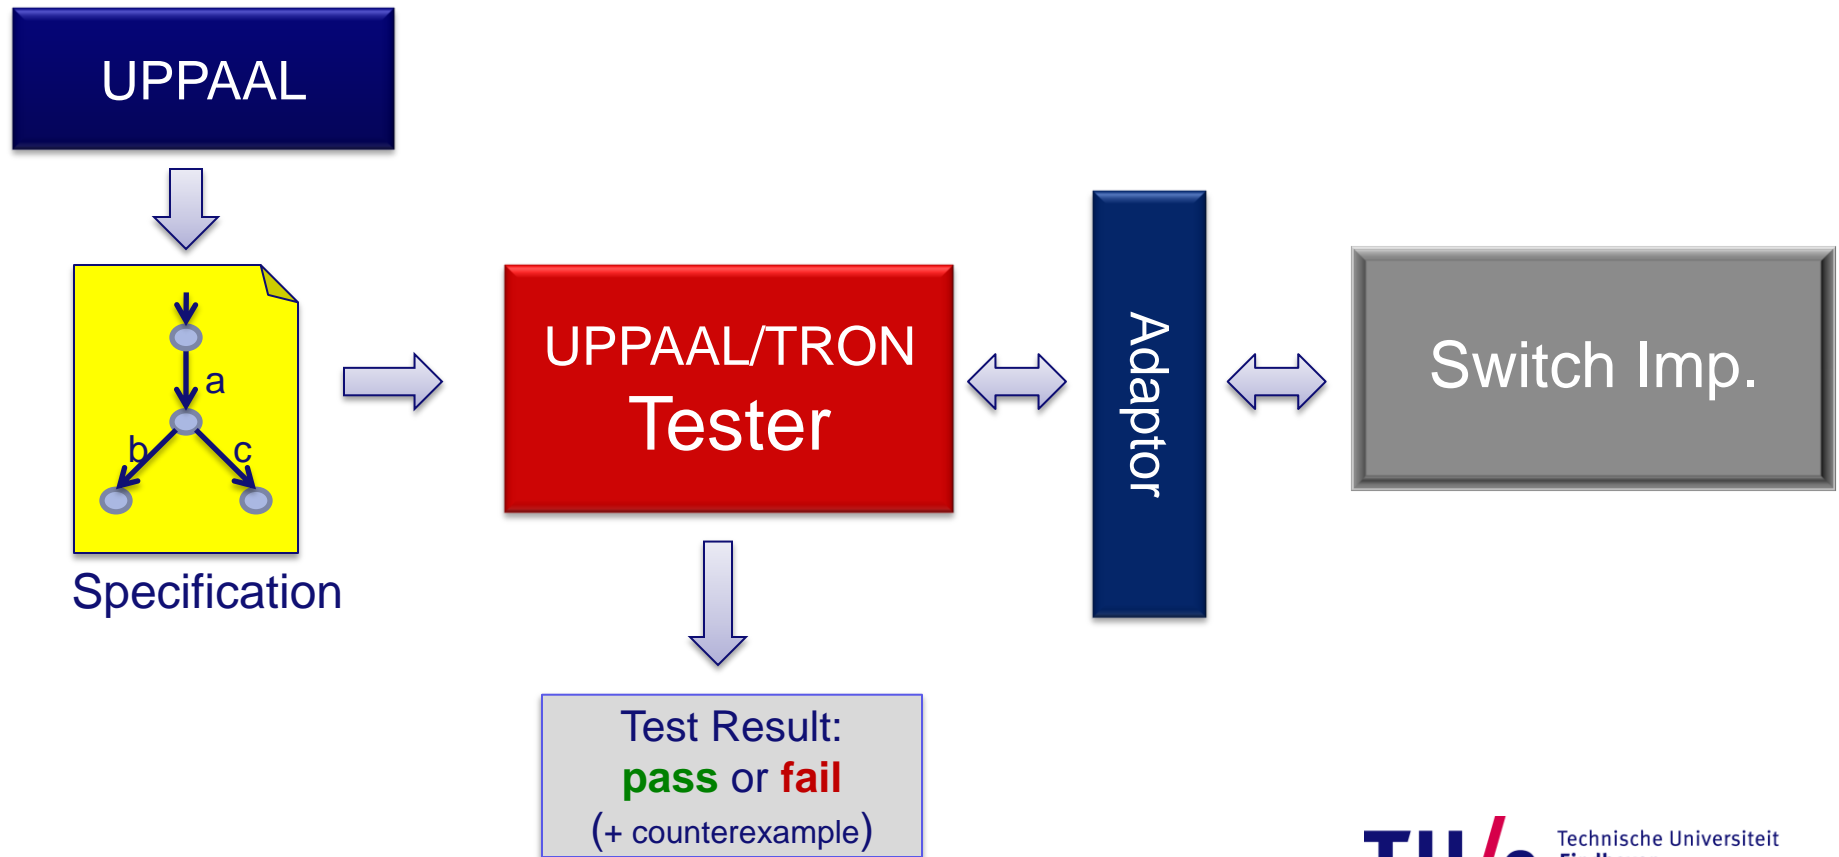 UPPAAL
a
b
c
Specification
UPPAAL/TRON
Tester
Adaptor
Switch Imp.
Test Result:
pass or fail
(+ counterexample)
Technische Universiteit